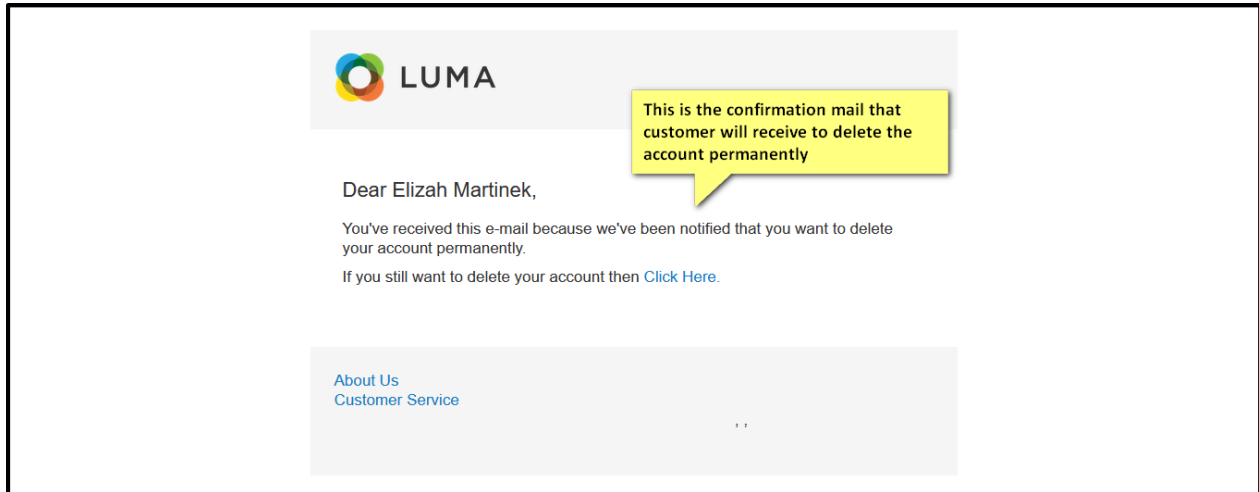 LUMA
This is the confirmation mail that
customer will receive to delete the
account permanently
Dear Elizah Martinek,
You've received this e-mail because we've been notified that you want to delete
your account permanently.
If you still want to delete your account then Click Here.
About Us
Customer Service
, ,